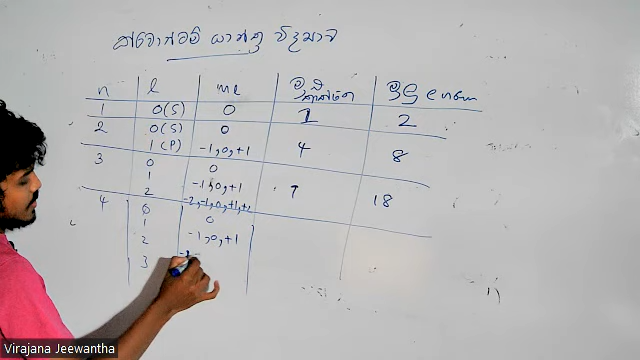 ක්වොන්ටම් යාන්ත්‍ර විද්‍යාව
n l mℓ
1 0(S) 0 1 2
2 0(S) 0
1(P) -1,0,+1 4 8
3 0 0
1 -1,0,+1
2 -2,-1,0,+1,+2 9 18
4 0 0
1 -1,0,+1
2
3
Virajana Jeewantha